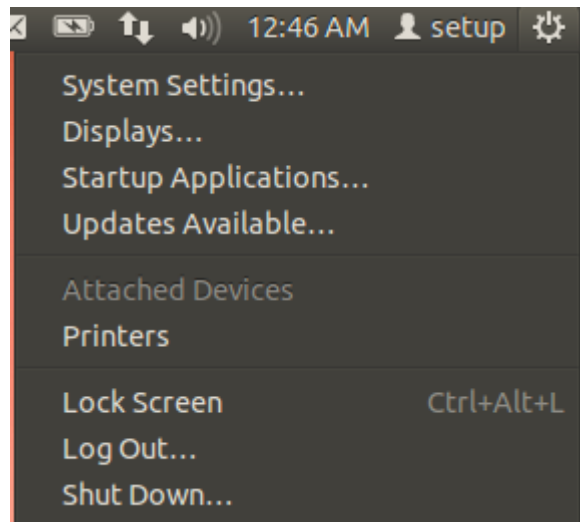 12:46 AM setup
System Settings...
Displays...
Startup Applications...
Updates Available...
Attached Devices
Printers
Lock Screen Ctrl+Alt+L
Log Out...
Shut Down...